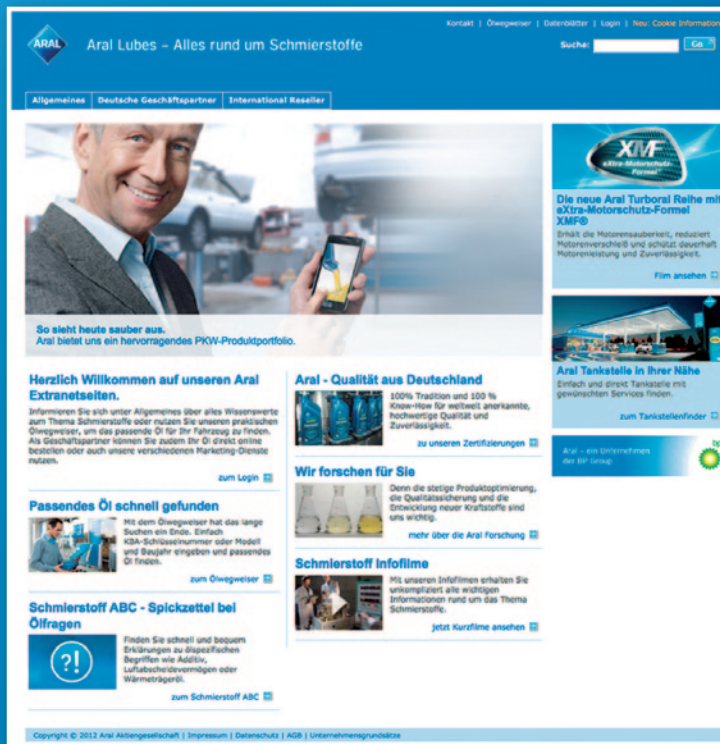 Kontakt | Ölwegweiser | Datenblätter | Login | Neu: Cookie Information
ARAL
Aral Lubes – Alles rund um Schmierstoffe
Suche:
Go
Allgemeines | Deutsche Geschäftspartner | International Reseller
So sieht heute sauber aus.
Aral bietet uns ein hervorragendes PKW-Produktportfolio.
XMF
eXtra-Motorschutz-
Formel
Die neue Aral Turboral Reihe mit
eXtra-Motorschutz-Formel
XMF®
Erhält die Motorensauberkeit, reduziert
Motorenverschleiß und schützt dauerhaft
Motorenleistung und Zuverlässigkeit.
Film ansehen
Aral Tankstelle in Ihrer Nähe
Einfach und direkt Tankstelle mit
gewünschten Services finden.
zum Tankstellenfinder
Aral – ein Unternehmen
der BP Group
bp
Herzlich Willkommen auf unseren Aral
Extranetseiten.
Informieren Sie sich unter Allgemeines über alles Wissenswerte
zum Thema Schmierstoffe oder nutzen Sie unseren praktischen
Ölwegweiser, um das passende Öl für Ihr Fahrzeug zu finden.
Als Geschäftspartner können Sie zudem Ihr Öl direkt online
bestellen oder auch unsere verschiedenen Marketing-Dienste
nutzen.
zum Login
Passendes Öl schnell gefunden
Mit dem Ölwegweiser hat das lange
Suchen ein Ende. Einfach
KBA-Schlüsselnummer oder Modell
und Baujahr eingeben und passendes
Öl finden.
zum Ölwegweiser
Schmierstoff ABC - Spickzettel bei
Ölfragen
?!
Finden Sie schnell und bequem
Erklärungen zu ölspezifischen
Begriffen wie Additiv,
Luftabscheidevermögen oder
Wärmeträgeröl.
zum Schmierstoff ABC
Aral - Qualität aus Deutschland
100% Tradition und 100 %
Know-How für weltweit anerkannte,
hochwertige Qualität und
Zuverlässigkeit.
zu unseren Zertifizierungen
Wir forschen für Sie
Denn die stetige Produktoptimierung,
die Qualitätssicherung und die
Entwicklung neuer Kraftstoffe sind
uns wichtig.
mehr über die Aral Forschung
Schmierstoff Infofilme
Mit unseren Infofilmen erhalten Sie
unkompliziert alle wichtigen
Informationen rund um das Thema
Schmierstoffe.
jetzt Kurzfilme ansehen
Copyright © 2012 Aral Aktiengesellschaft | Impressum | Datenschutz | AGB | Unternehmensgrundsätze